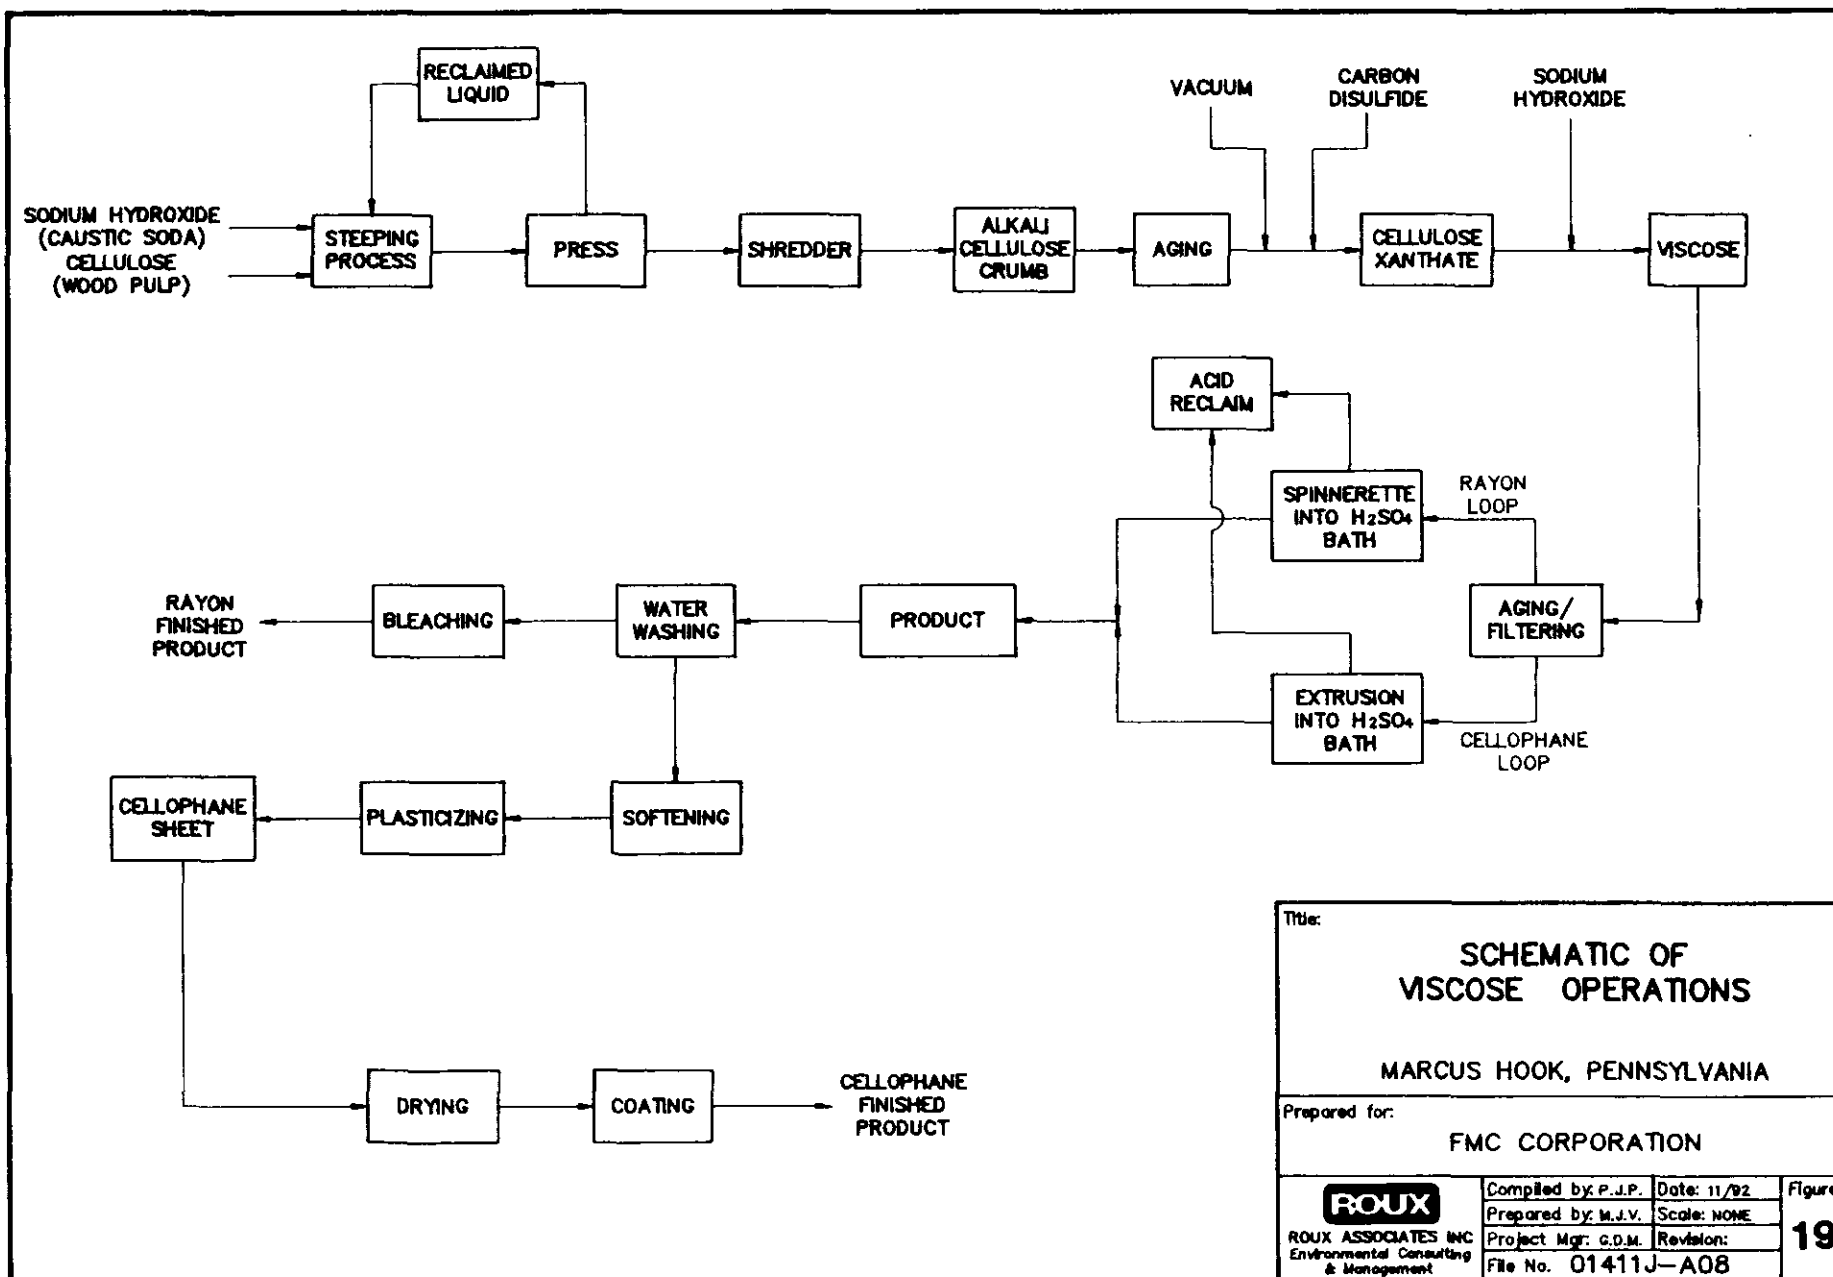 RECLAIMED
LIQUID
VACUUM
CARBON
DISULFIDE
SODIUM
HYDROXIDE
SODIUM HYDROXIDE
(CAUSTIC SODA)
CELLULOSE
(WOOD PULP)
STEEPING
PROCESS
PRESS
SHREDDER
ALKALI
CELLULOSE
CRUMB
AGING
CELLULOSE
XANTHATE
VISCOSE
ACID
RECLAIM
SPINNERETTE
INTO H₂SO₄
BATH
RAYON
LOOP
RAYON
FINISHED
PRODUCT
BLEACHING
WATER
WASHING
PRODUCT
AGING/
FILTERING
EXTRUSION
INTO H₂SO₄
BATH
CELLOPHANE
LOOP
CELLOPHANE
SHEET
PLASTICIZING
SOFTENING
DRYING
COATING
CELLOPHANE
FINISHED
PRODUCT
Title:
SCHEMATIC OF
VISCOSE OPERATIONS
MARCUS HOOK, PENNSYLVANIA
Prepared for:
FMC CORPORATION
ROUX
ROUX ASSOCIATES INC
Environmental Consulting
& Management
Compiled by: P.J.P.
Date: 11/92
Prepared by: M.J.V.
Scale: NONE
Project Mgr: G.D.M.
Revision:
File No. 01411J-A08
Figure
19